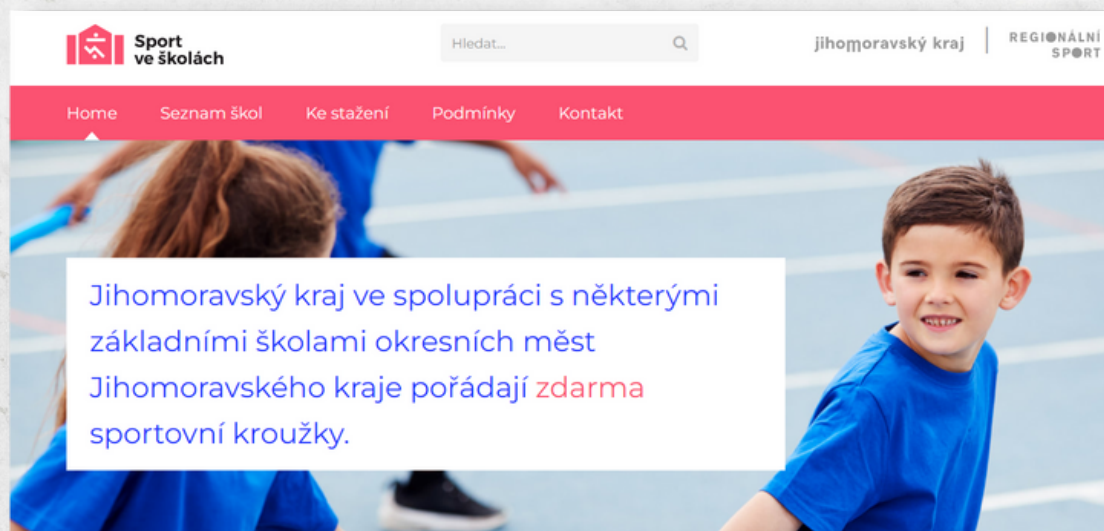 Sport
ve školách
Hledat...
jihomoravský kraj
REGIONÁLNÍ
SPORT
Home Seznam škol Ke stažení Podmínky Kontakt
Jihomoravský kraj ve spolupráci s některými
základními školami okresních měst
Jihomoravského kraje pořádají zdarma
sportovní kroužky.